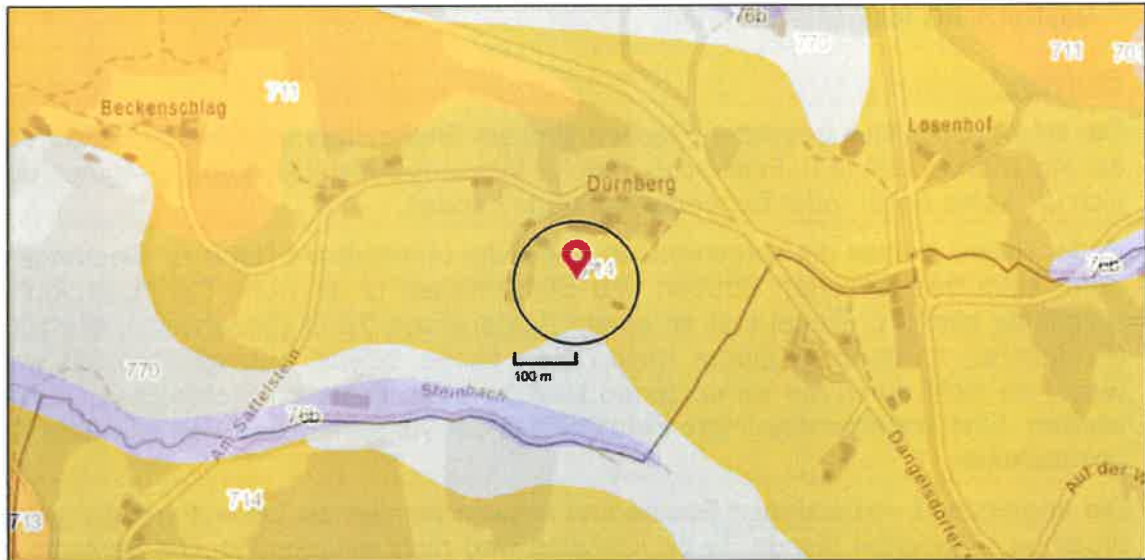 76b
770
711
70
711
Beckenschlag
Losenhof
Dürnberg
714
76b
100 m
770
Steinbach
76b
Am Sattelstein
Dangelsdorfer
Auf der W
714
713